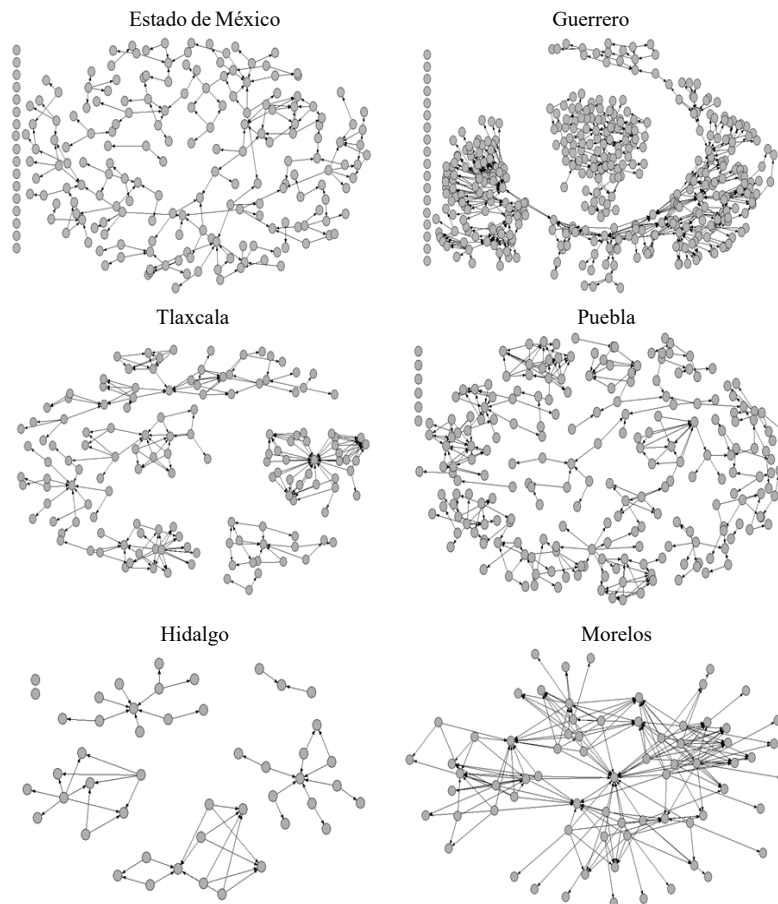 Estado de México
Guerrero
Tlaxcala
Puebla
Hidalgo
Morelos